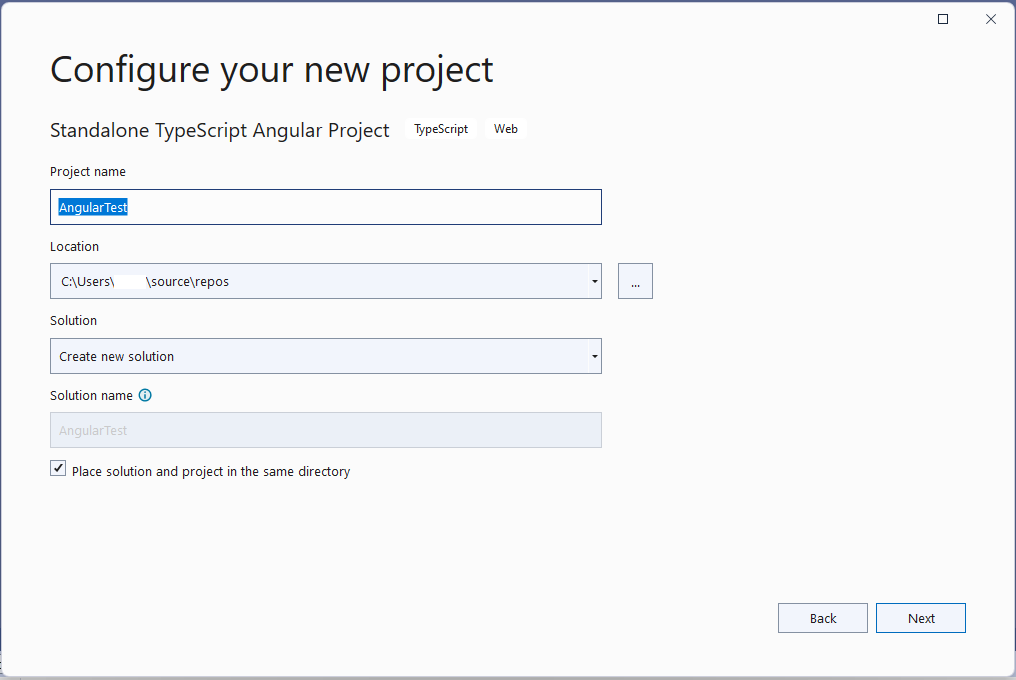 Configure your new project
Standalone TypeScript Angular Project TypeScript Web
Project name
AngularTest
Location
C:\Users\ \source\repos
...
Solution
Create new solution
Solution name
AngularTest
Place solution and project in the same directory
Back Next